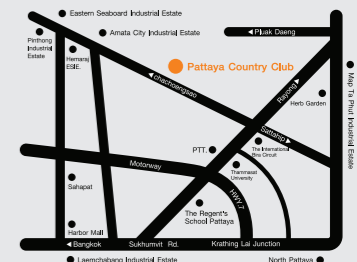 Eastern Seaboard Industrial Estate
Pinthong
Industrial
Estate
Hemaraj
ESIE.
Amata City Industrial Estate
◄ Pluak Daeng
Pattaya Country Club
◄ chachoengsao
Rayong ►
Herb Garden
Map Ta Phut Industrial Estate
Sattahip ►
PTT.
The International
Bira Circuit
Thammasat
University
Motorway
HWY.7
Sahapat
The Regent's
School Pattaya
Harbor Mall
◄ Bangkok
Sukhumvit Rd.
Krathing Lai Junction
Laemchabang Industrial Estate
North Pattaya